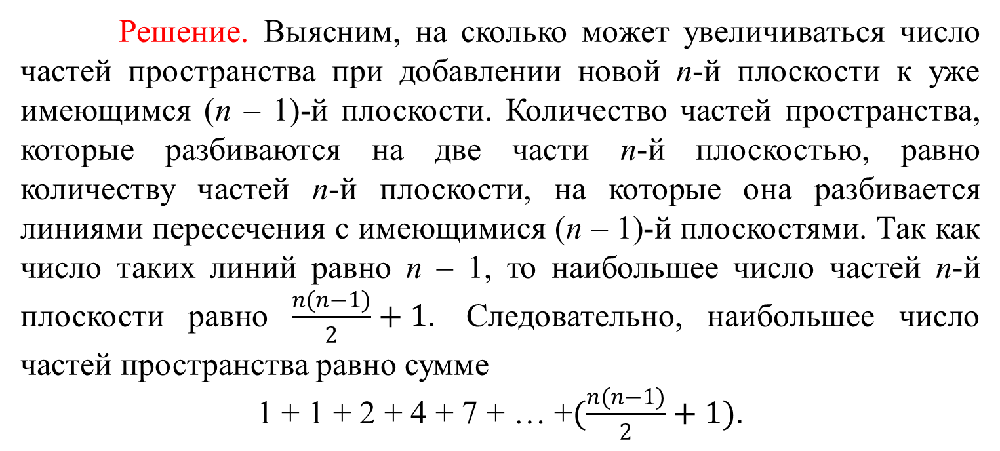 Решение. Выясним, на сколько может увеличиваться число
частей пространства при добавлении новой n-й плоскости к уже
имеющимся (n – 1)-й плоскости. Количество частей пространства,
которые разбиваются на две части n-й плоскостью, равно
количеству частей n-й плоскости, на которые она разбивается
линиями пересечения с имеющимися (n – 1)-й плоскостями. Так как
число таких линий равно n – 1, то наибольшее число частей n-й
плоскости равно \frac{n(n−1)}{2} + 1. Следовательно, наибольшее число
частей пространства равно сумме
1 + 1 + 2 + 4 + 7 + … +(\frac{n(n−1)}{2} + 1).